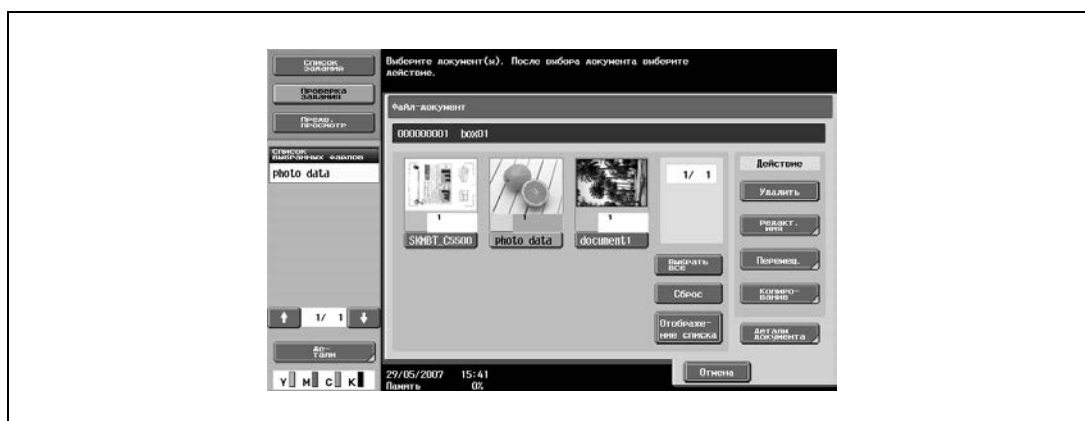 Список
задания
Проверка
задания
Предв.
просмотр
Список
выбранных файлов
photo data
1/ 1
Де-
тали
Y M C K
Выберите документ(ы). После выбора документа выберите
действие.
Файл-документ
000000001 box01
1
SKMBT_C5500
1
photo data
1
document1
1/ 1
Выбрать
все
Сброс
Отображе-
ние списка
Действие
Удалить
Редакт.
имя
Перемещ.
Копиро-
вание
Детали
документа
29/05/2007 15:41
Память 0%
Отмена